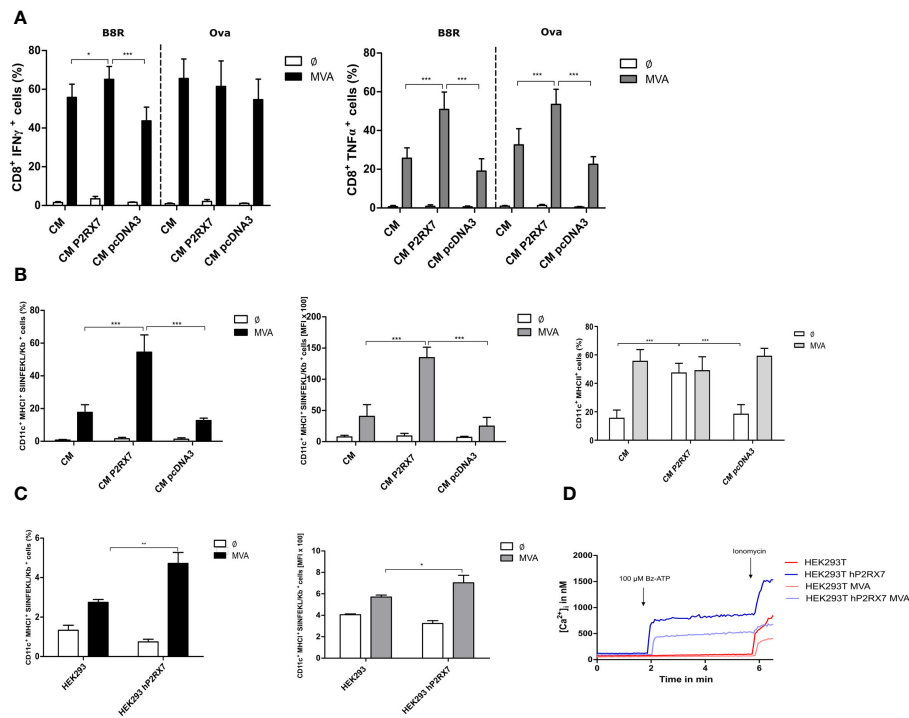 A
B8R
Ova
CD8+ IFNγ + cells (%)
80
60
40
20
0
*
***
Ø
MVA
CM
CM P2RX7
CM pcDNA3
CM
CM P2RX7
CM pcDNA3
B8R
Ova
CD8+ TNFα + cells (%)
80
60
40
20
0
***
***
***
***
Ø
MVA
CM
CM P2RX7
CM pcDNA3
CM
CM P2RX7
CM pcDNA3
B
CD11c+ MHCI+ SIINFEKL/Kb + cells (%)
80
60
40
20
0
***
***
Ø
MVA
CM
CM P2RX7
CM pcDNA3
CD11c+ MHCI+ SIINFEKL/Kb + cells [MFI x 100]
200
150
100
50
0
***
***
Ø
MVA
CM
CM P2RX7
CM pcDNA3
CD11c+ MHCII+ cells (%)
80
60
40
20
0
***
***
Ø
MVA
CM
CM P2RX7
CM pcDNA3
C
CD11c+ MHCI+ SIINFEKL/Kb + cells (%)
6
4
2
0
**
Ø
MVA
HEK293
HEK293 hP2RX7
CD11c+ MHCI+ SIINFEKL/Kb + cells [MFI x 100]
10
8
6
4
2
0
*
Ø
MVA
HEK293
HEK293 hP2RX7
D
[Ca2+]i in nM
2000
1500
1000
500
0
100 µM Bz-ATP
Ionomycin
0
2
4
6
Time in min
HEK293T
HEK293T hP2RX7
HEK293T MVA
HEK293T hP2RX7 MVA